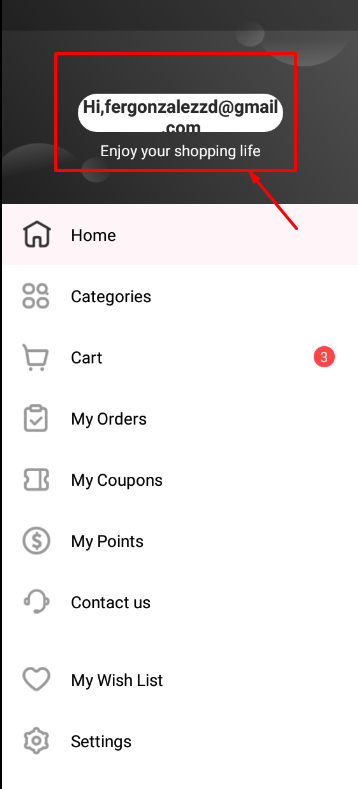 Hi,fergonzalezzd@gmail
.com
Enjoy your shopping life
Home
Categories
Cart
3
My Orders
My Coupons
My Points
Contact us
My Wish List
Settings